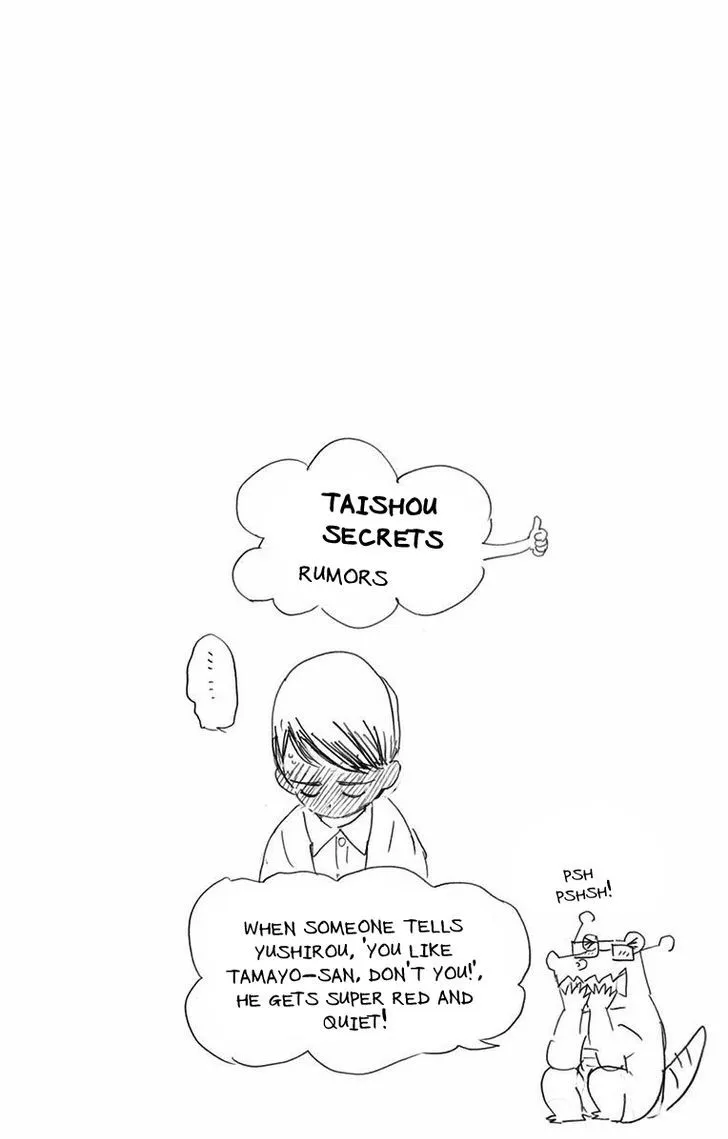 TAISHOU
SECRETS
RUMORS
......
PSH
PSHSH!
WHEN SOMEONE TELLS
YUSHIROU, 'YOU LIKE
TAMAYO-SAN, DON'T YOU!',
HE GETS SUPER RED AND
QUIET!